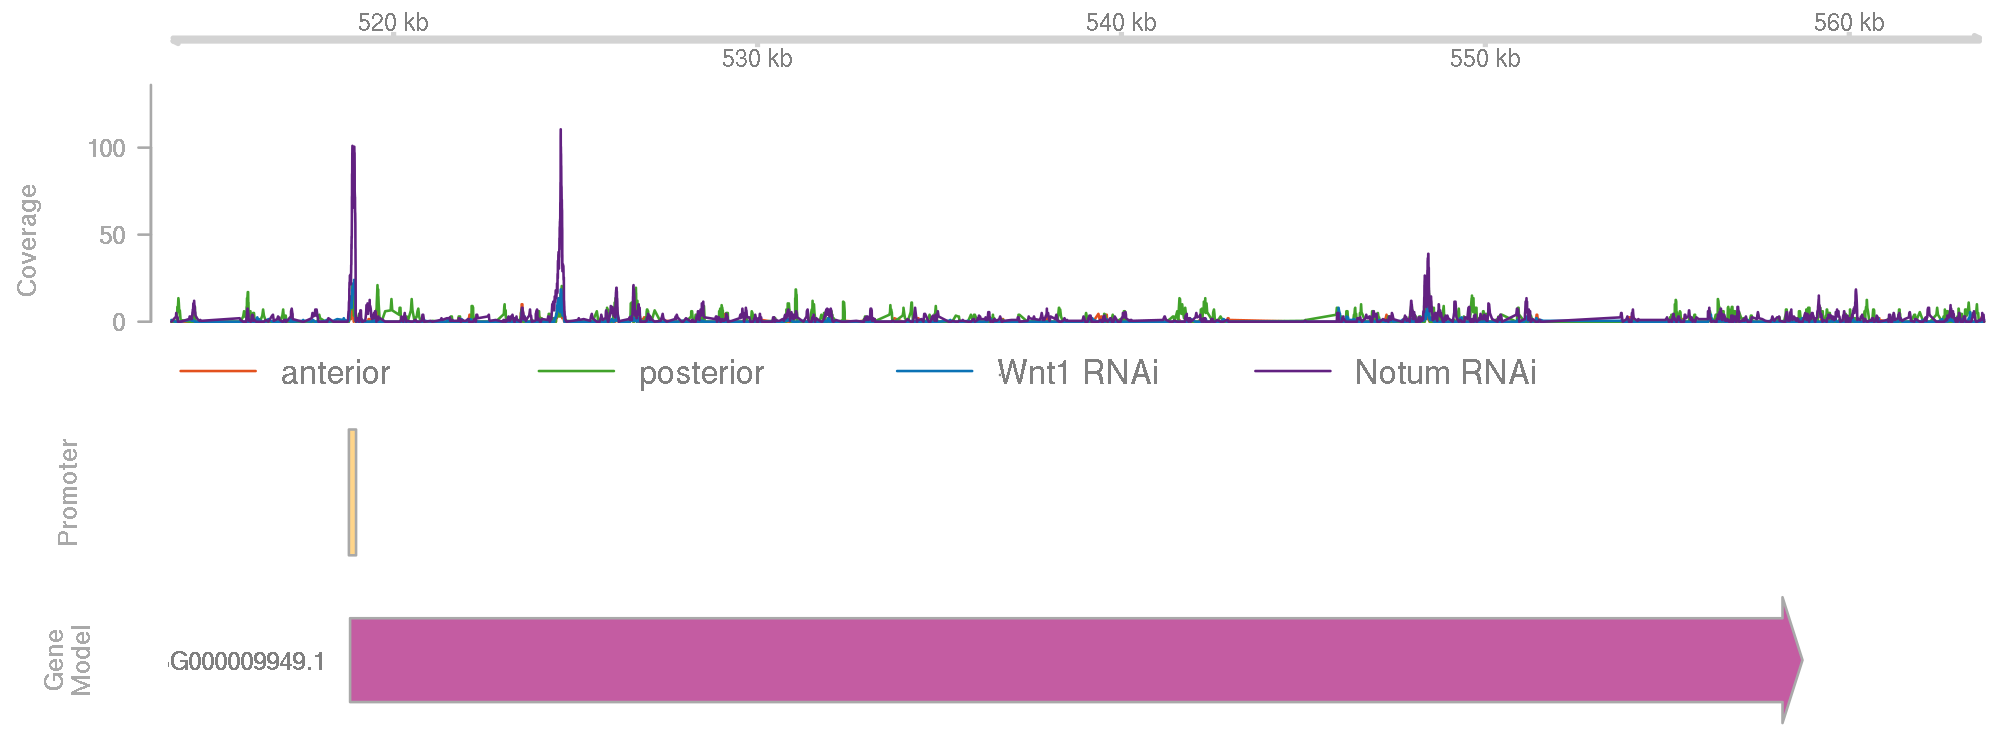 520 kb 540 kb 560 kb
530 kb 550 kb
Coverage
100
50
0
anterior posterior Wnt1 RNAi Notum RNAi
Promoter
Gene
Model
G000009949.1